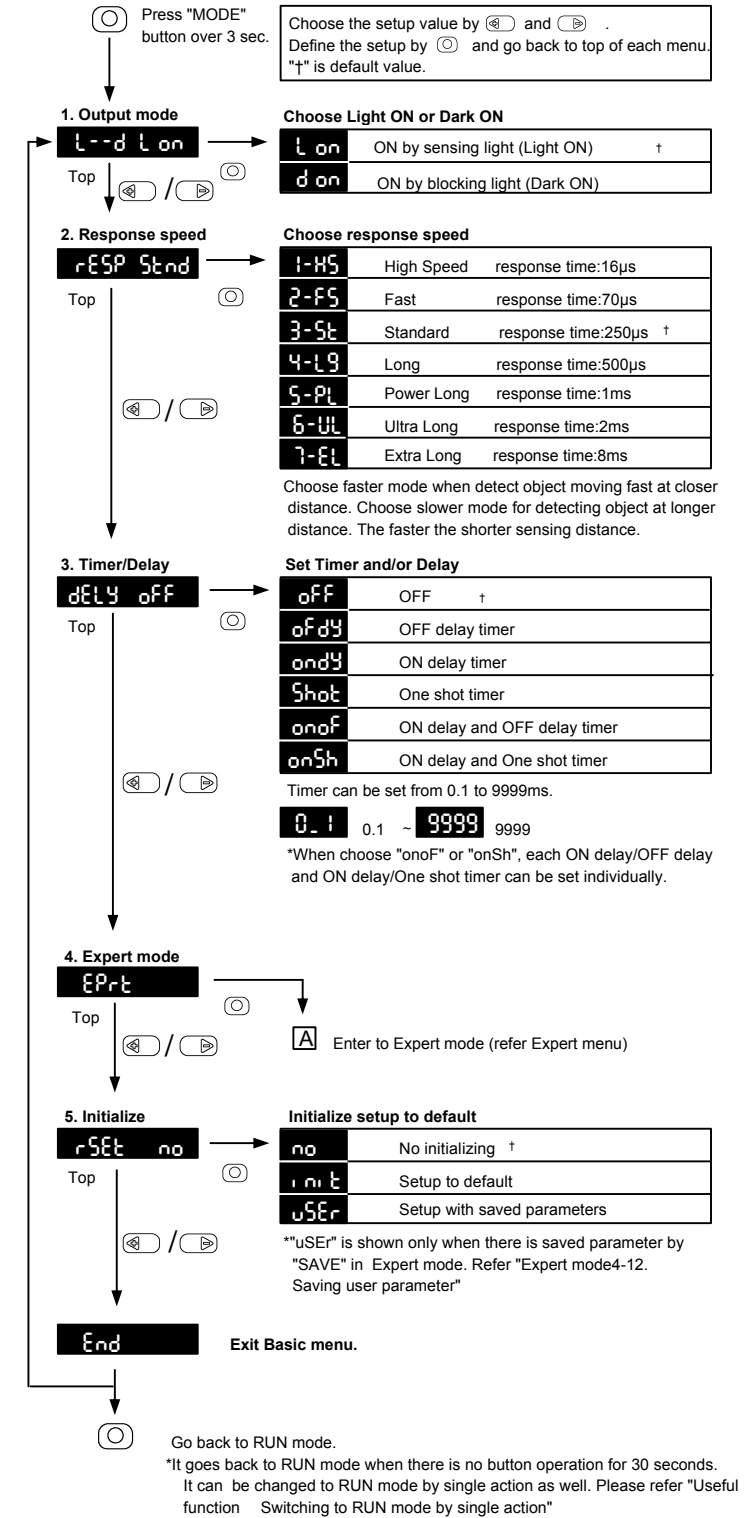 Press "MODE"
button over 3 sec.
Choose the setup value by and .
Define the setup by and go back to top of each menu.
"†" is default value.
1. Output mode
L--d L on
Top
/
Choose Light ON or Dark ON
L on ON by sensing light (Light ON) †
d on ON by blocking light (Dark ON)
2. Response speed
rESP Stnd
Top
/
Choose response speed
1-HS High Speed response time:16µs
2-FS Fast response time:70µs
3-St Standard response time:250µs †
4-L9 Long response time:500µs
5-PL Power Long response time:1ms
6-UL Ultra Long response time:2ms
7-EL Extra Long response time:8ms
Choose faster mode when detect object moving fast at closer
distance. Choose slower mode for detecting object at longer
distance. The faster the shorter sensing distance.
3. Timer/Delay
dELY oFF
Top
/
Set Timer and/or Delay
oFF OFF †
oFdY OFF delay timer
ondY ON delay timer
Shot One shot timer
onoF ON delay and OFF delay timer
onSh ON delay and One shot timer
Timer can be set from 0.1 to 9999ms.
0_1 0.1 ~ 9999 9999
*When choose "onoF" or "onSh", each ON delay/OFF delay
and ON delay/One shot timer can be set individually.
4. Expert mode
EPrt
Top
/
A Enter to Expert mode (refer Expert menu)
5. Initialize
rSEt no
Top
/
Initialize setup to default
no No initializing †
init Setup to default
uSEr Setup with saved parameters
*"uSEr" is shown only when there is saved parameter by
"SAVE" in Expert mode. Refer "Expert mode4-12.
Saving user parameter"
End
Exit Basic menu.
Go back to RUN mode.
*It goes back to RUN mode when there is no button operation for 30 seconds.
It can be changed to RUN mode by single action as well. Please refer "Useful
function Switching to RUN mode by single action"